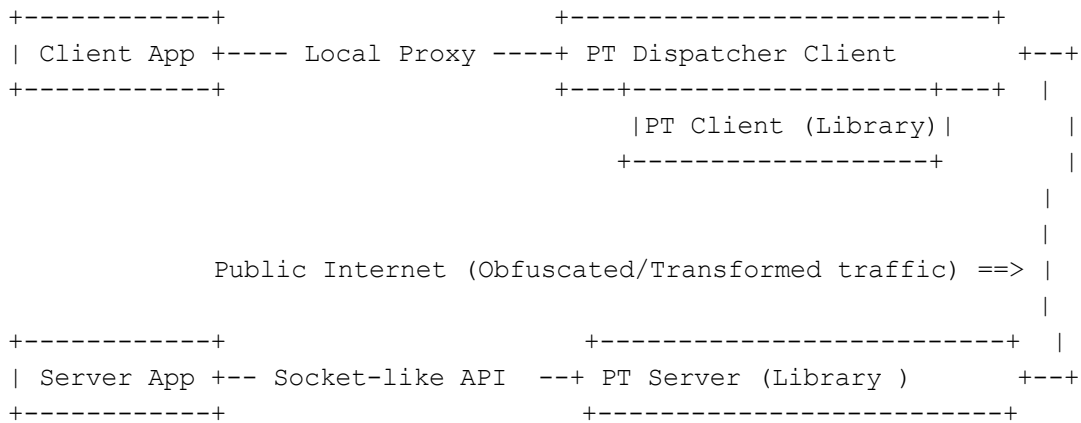 +------------+                    +---------------------------+
| Client App +---- Local Proxy ----+ PT Dispatcher Client      +--+
+------------+                    +---+-------------------+---+  |
                                      |PT Client (Library)|      |
                                      +-------------------+      |
                                                                 |
                                                                 |
            Public Internet (Obfuscated/Transformed traffic) ==> |
                                                                 |
+------------+                      +--------------------------+  |
| Server App +-- Socket-like API  --+ PT Server (Library )      +--+
+------------+                      +--------------------------+